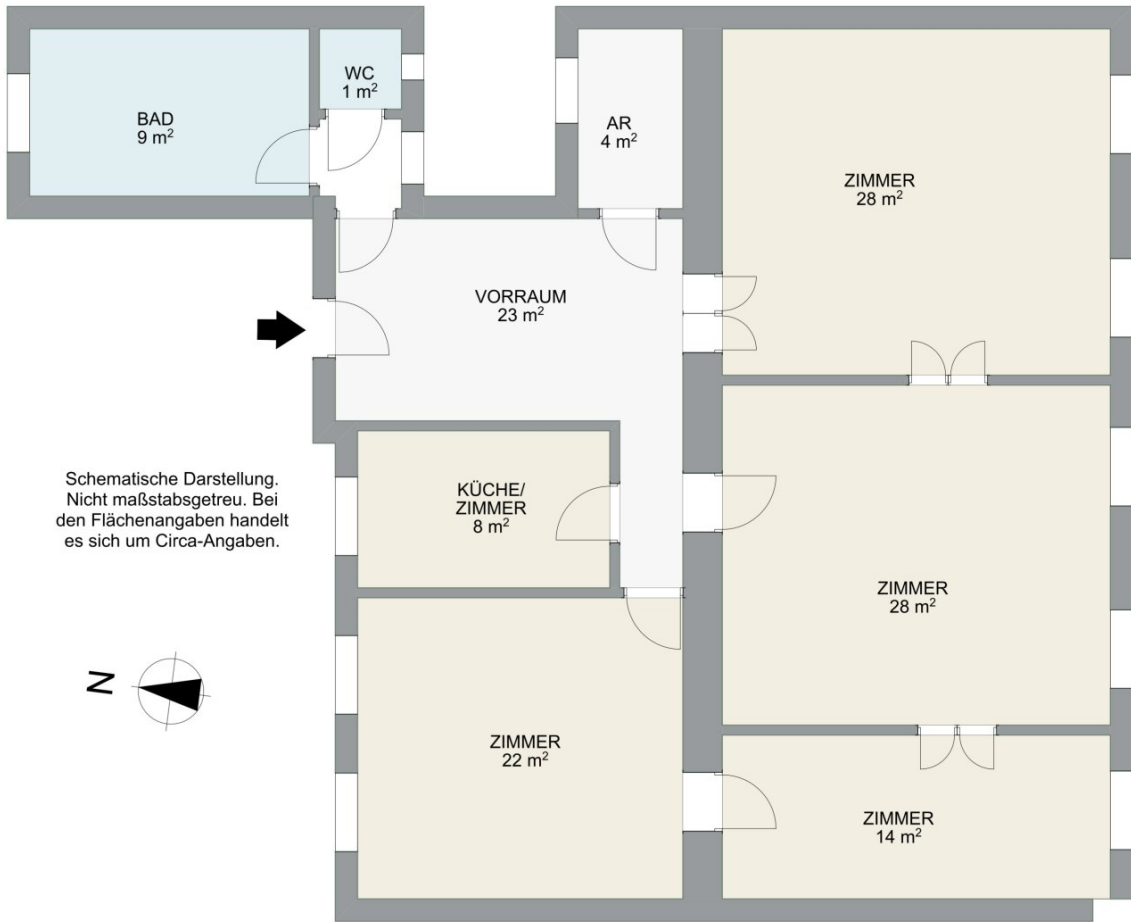 BAD
9 m²
WC
1 m²
AR
4 m²
ZIMMER
28 m²
VORRAUM
23 m²
Schematische Darstellung.
Nicht maßstabsgetreu. Bei
den Flächenangaben handelt
es sich um Circa-Angaben.
KÜCHE/
ZIMMER
8 m²
ZIMMER
28 m²
N
ZIMMER
22 m²
ZIMMER
14 m²